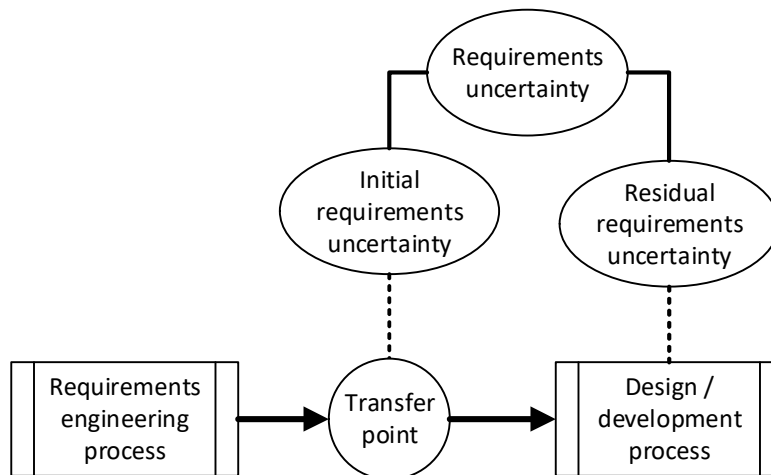 Requirements
uncertainty
Initial
requirements
uncertainty
Residual
requirements
uncertainty
Requirements
engineering
process
Transfer
point
Design /
development
process